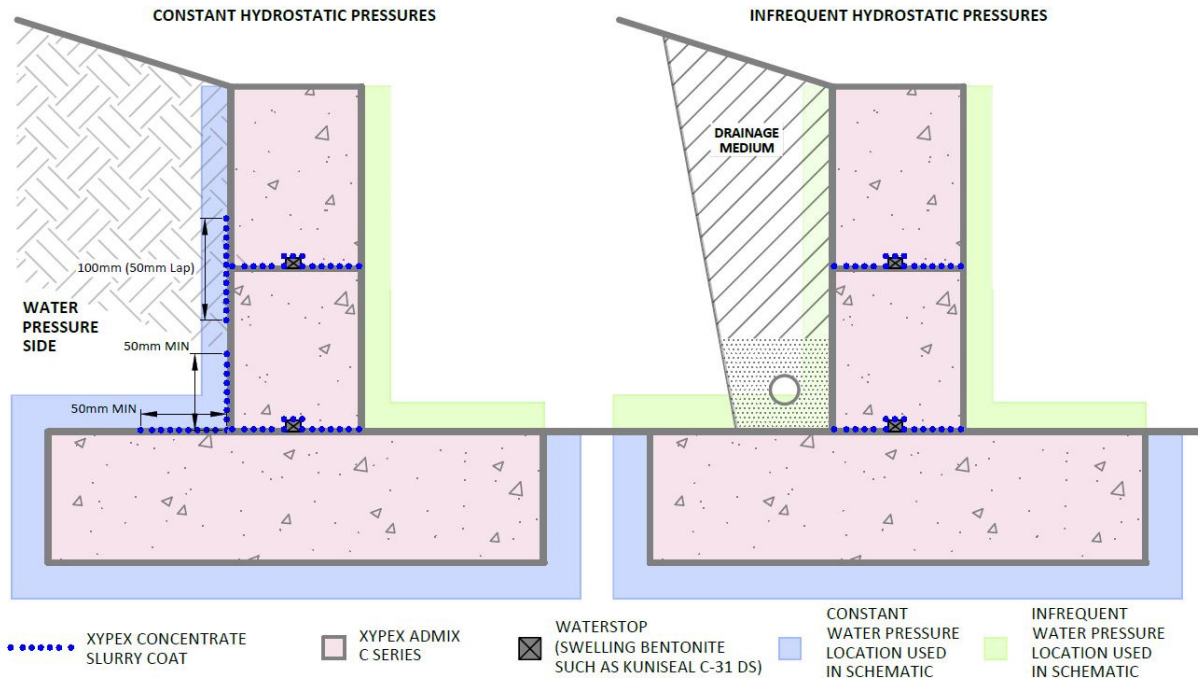 CONSTANT HYDROSTATIC PRESSURES
INFREQUENT HYDROSTATIC PRESSURES
DRAINAGE
MEDIUM
100mm (50mm Lap)
WATER
PRESSURE
SIDE
50mm MIN
50mm MIN
XYPEX CONCENTRATE
SLURRY COAT
XYPEX ADMIX
C SERIES
WATERSTOP
(SWELLING BENTONITE
SUCH AS KUNISEAL C-31 DS)
CONSTANT
WATER PRESSURE
LOCATION USED
IN SCHEMATIC
INFREQUENT
WATER PRESSURE
LOCATION USED
IN SCHEMATIC